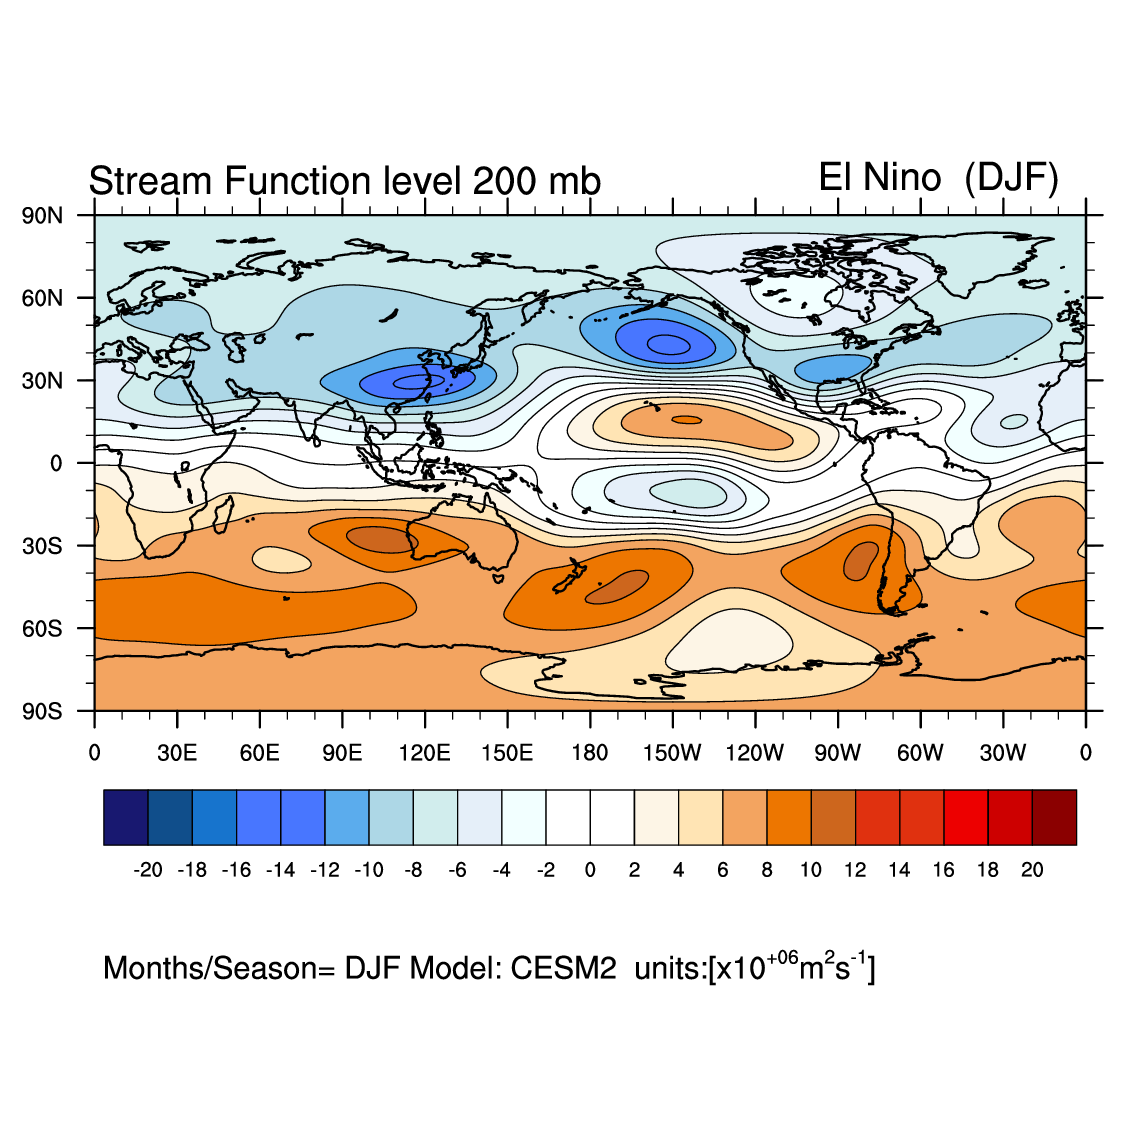 Stream Function level 200 mb
El Nino (DJF)
90N
60N
30N
0
30S
60S
90S
0 30E 60E 90E 120E 150E 180 150W 120W 90W 60W 30W 0
-20 -18 -16 -14 -12 -10 -8 -6 -4 -2 0 2 4 6 8 10 12 14 16 18 20
Months/Season= DJF Model: CESM2 units:[x10⁺⁰⁶m²s⁻¹]